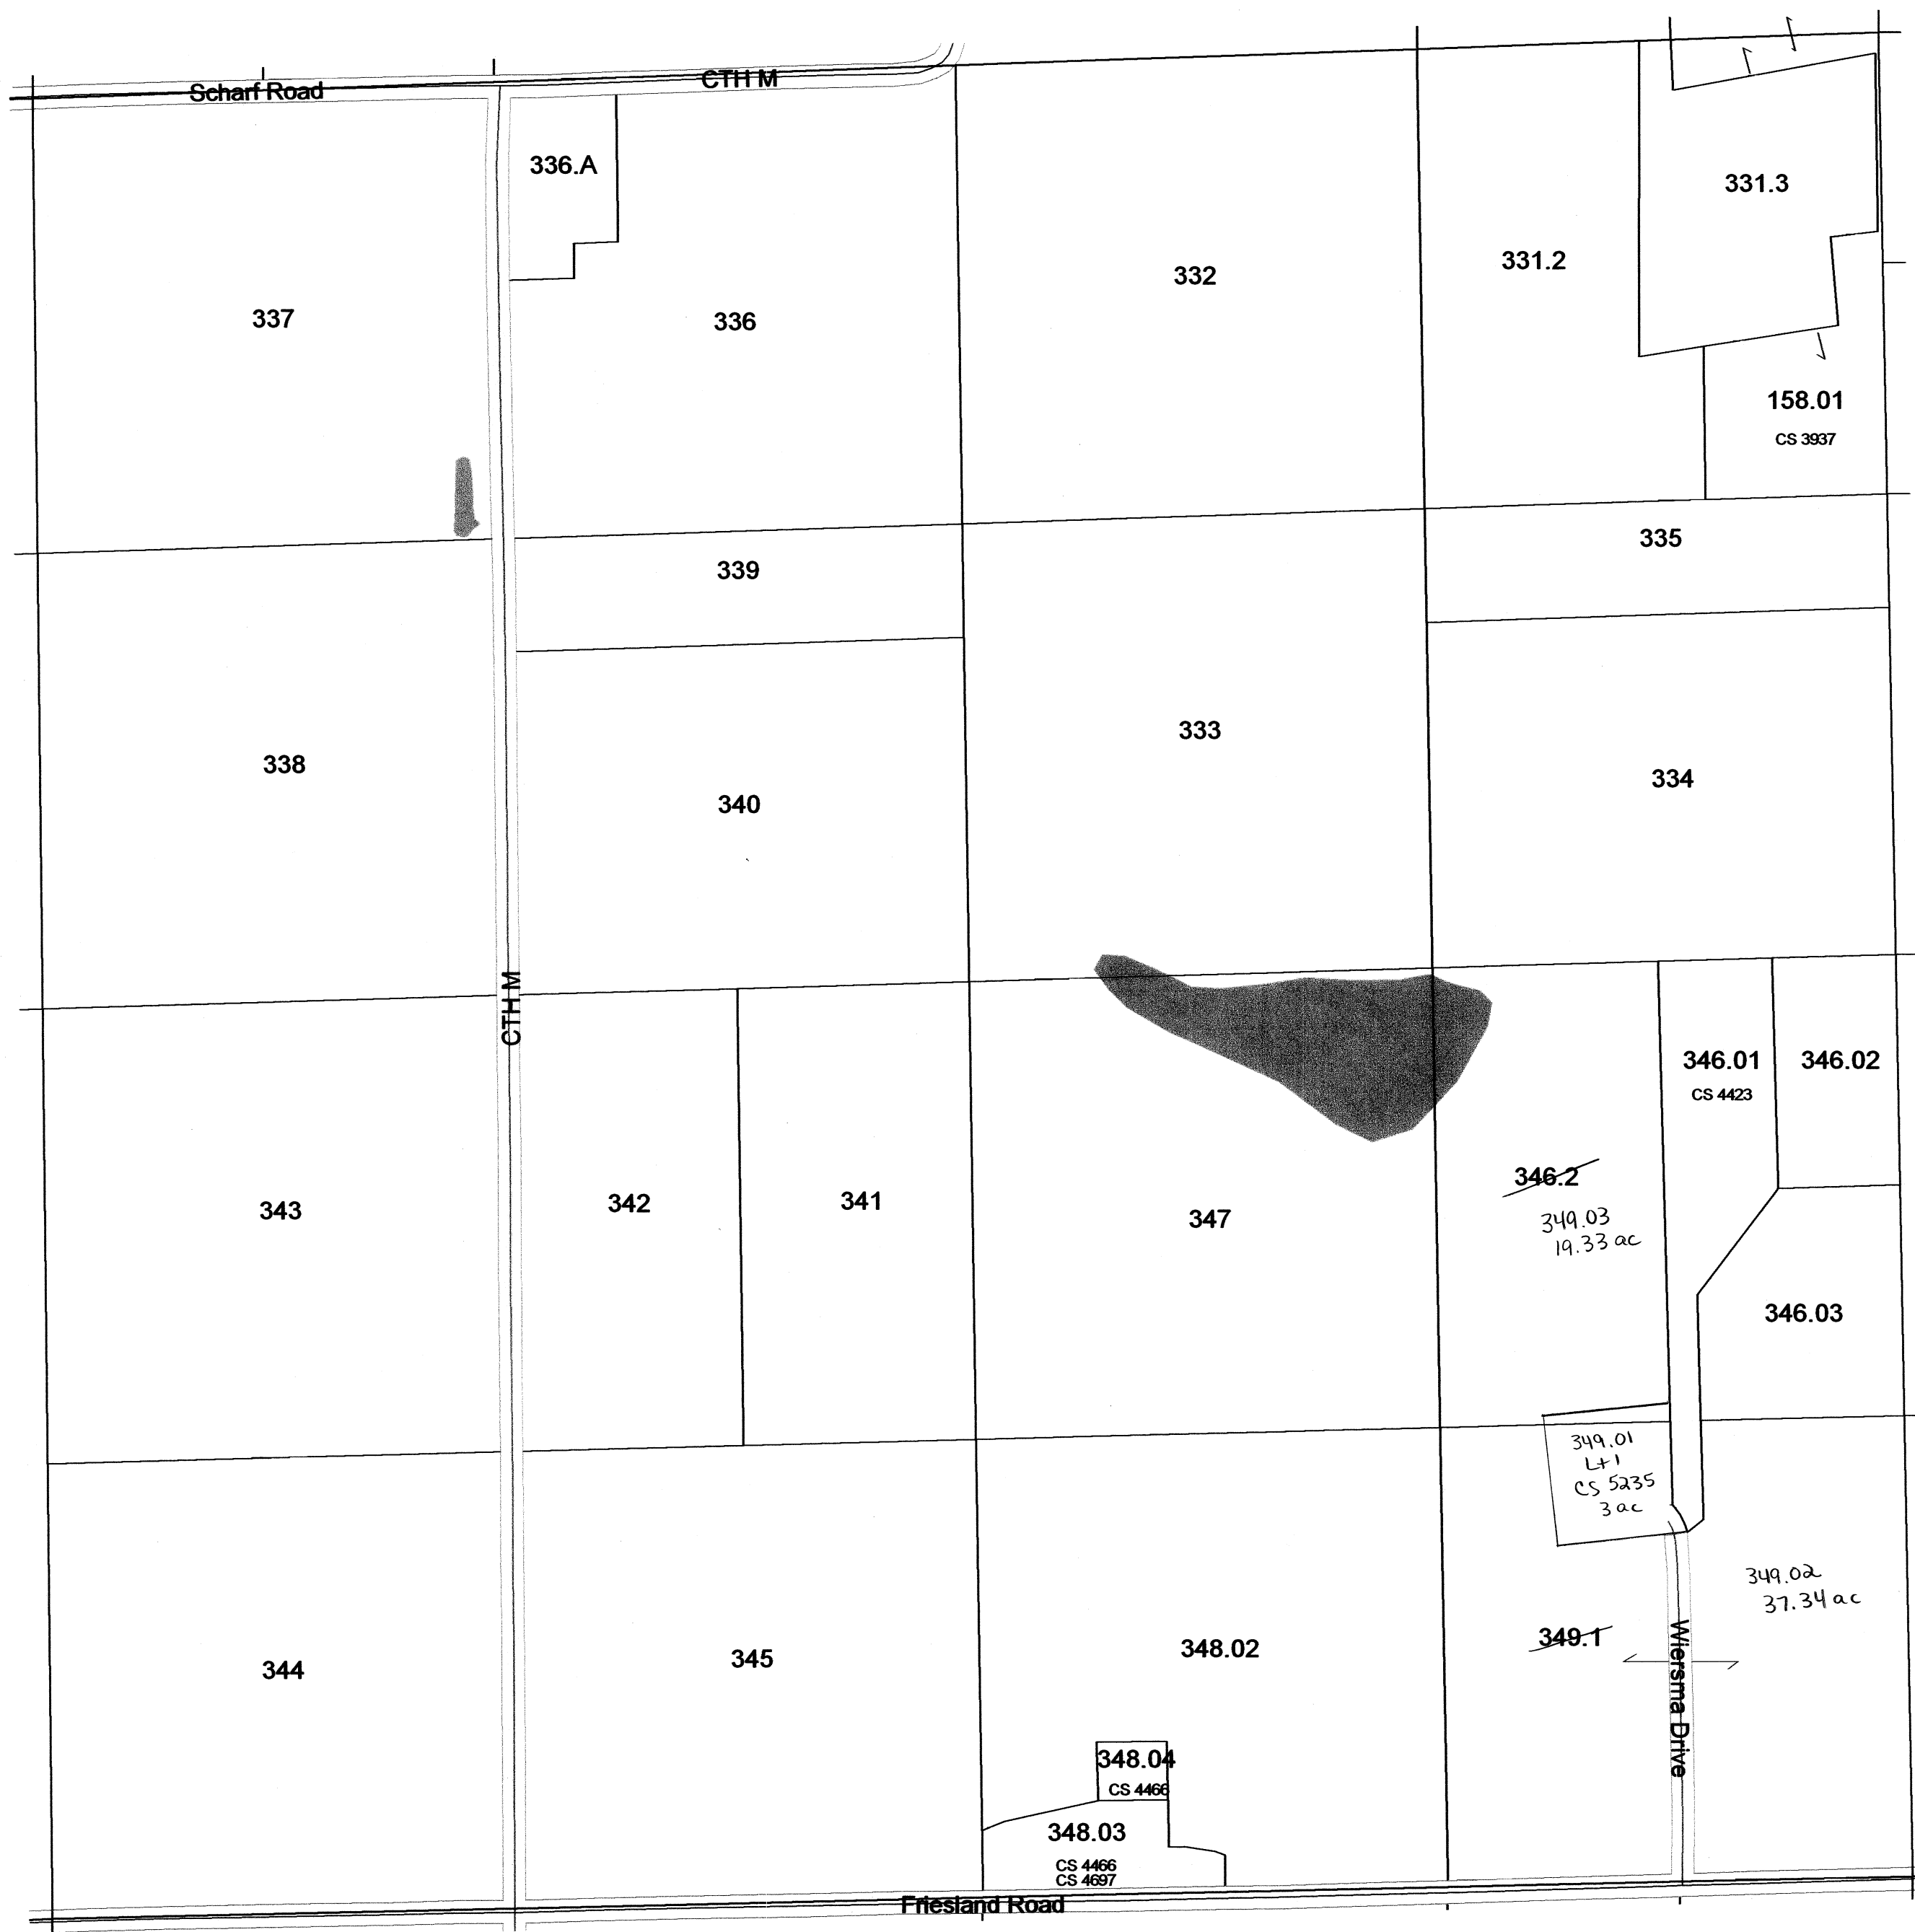 Scharf Road
CTH M
336.A
331.3
337
336
332
331.2
158.01
CS 3937
339
335
338
340
333
334
CTH M
346.01
CS 4423
346.02
343
342
341
347
346.2
349.03
19.33 ac
346.03
349.01
Lt 1
CS 5235
3 ac
349.02
37.34 ac
344
345
348.02
349.1
Wiersma Drive
348.04
CS 4466
348.03
CS 4466
CS 4697
Friesland Road